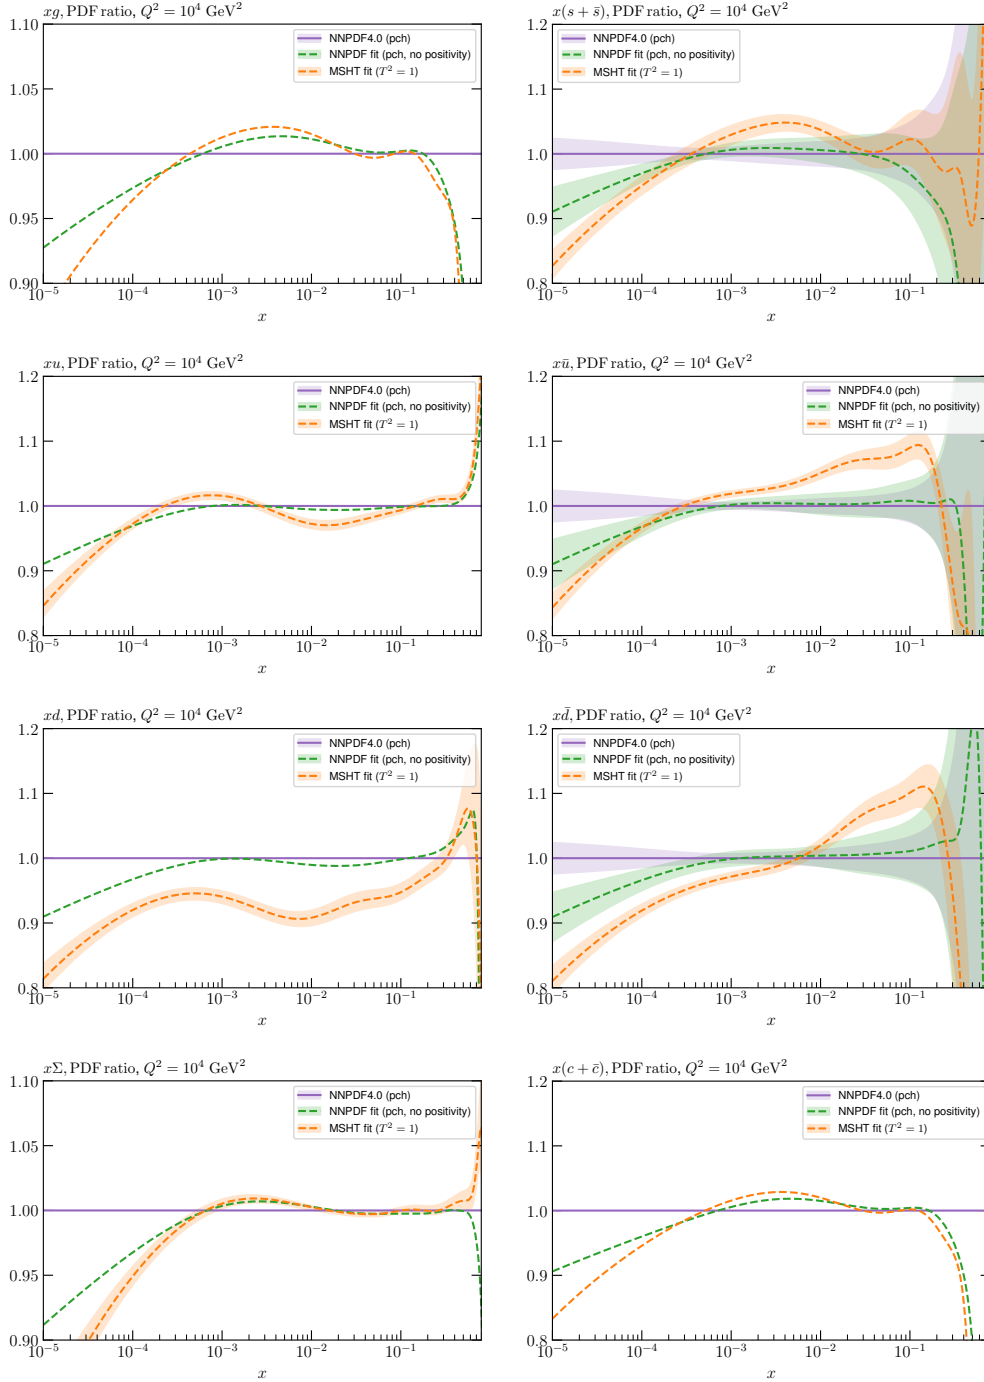 xg, PDF ratio, Q² = 10⁴ GeV²
1.10
1.05
1.00
0.95
0.90
NNPDF4.0 (pch)
NNPDF fit (pch, no positivity)
MSHT fit (T² = 1)
10⁻⁵ 10⁻⁴ 10⁻³ 10⁻² 10⁻¹
x
x(s + s̄), PDF ratio, Q² = 10⁴ GeV²
1.2
1.1
1.0
0.9
0.8
NNPDF4.0 (pch)
NNPDF fit (pch, no positivity)
MSHT fit (T² = 1)
10⁻⁵ 10⁻⁴ 10⁻³ 10⁻² 10⁻¹
x
xu, PDF ratio, Q² = 10⁴ GeV²
1.2
1.1
1.0
0.9
0.8
NNPDF4.0 (pch)
NNPDF fit (pch, no positivity)
MSHT fit (T² = 1)
10⁻⁵ 10⁻⁴ 10⁻³ 10⁻² 10⁻¹
x
xū, PDF ratio, Q² = 10⁴ GeV²
1.2
1.1
1.0
0.9
0.8
NNPDF4.0 (pch)
NNPDF fit (pch, no positivity)
MSHT fit (T² = 1)
10⁻⁵ 10⁻⁴ 10⁻³ 10⁻² 10⁻¹
x
xd, PDF ratio, Q² = 10⁴ GeV²
1.2
1.1
1.0
0.9
0.8
NNPDF4.0 (pch)
NNPDF fit (pch, no positivity)
MSHT fit (T² = 1)
10⁻⁵ 10⁻⁴ 10⁻³ 10⁻² 10⁻¹
x
xd̄, PDF ratio, Q² = 10⁴ GeV²
1.2
1.1
1.0
0.9
0.8
NNPDF4.0 (pch)
NNPDF fit (pch, no positivity)
MSHT fit (T² = 1)
10⁻⁵ 10⁻⁴ 10⁻³ 10⁻² 10⁻¹
x
xΣ, PDF ratio, Q² = 10⁴ GeV²
1.10
1.05
1.00
0.95
0.90
NNPDF4.0 (pch)
NNPDF fit (pch, no positivity)
MSHT fit (T² = 1)
10⁻⁵ 10⁻⁴ 10⁻³ 10⁻² 10⁻¹
x
x(c + c̄), PDF ratio, Q² = 10⁴ GeV²
1.2
1.1
1.0
0.9
0.8
NNPDF4.0 (pch)
NNPDF fit (pch, no positivity)
MSHT fit (T² = 1)
10⁻⁵ 10⁻⁴ 10⁻³ 10⁻² 10⁻¹
x